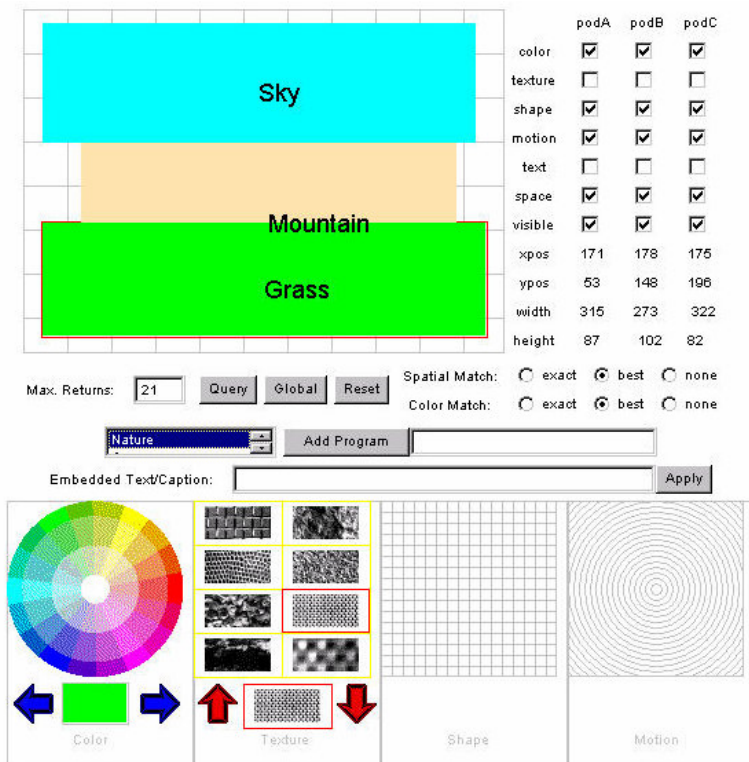 podA podB podC
Sky
color
texture
shape
motion
text
space
Mountain
visible
xpos 171 178 175
Grass
ypos 53 148 196
width 315 273 322
height 87 102 82
Max. Returns: 21 Query Global Reset
Spatial Match: exact best none
Color Match: exact best none
Nature Add Program
Embedded Text/Caption: Apply
Color Texture Shape Motion